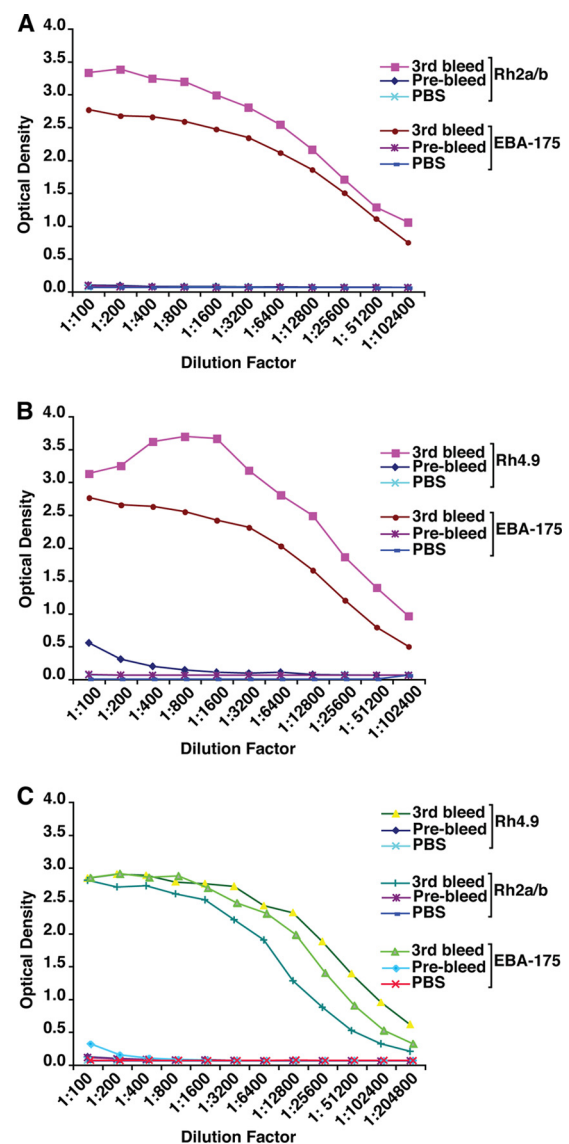 A
4.0
3.5
3.0
2.5
2.0
1.5
1.0
0.5
0.0
Optical Density
1:100
1:200
1:400
1:800
1:1600
1:3200
1:6400
1:12800
1:25600
1: 51200
1:102400
Dilution Factor
3rd bleed
Pre-bleed
PBS
Rh2a/b
3rd bleed
Pre-bleed
PBS
EBA-175
B
4.0
3.5
3.0
2.5
2.0
1.5
1.0
0.5
0.0
Optical Density
1:100
1:200
1:400
1:800
1:1600
1:3200
1:6400
1:12800
1:25600
1: 51200
1:102400
Dilution Factor
3rd bleed
Pre-bleed
PBS
Rh4.9
3rd bleed
Pre-bleed
PBS
EBA-175
C
4.0
3.5
3.0
2.5
2.0
1.5
1.0
0.5
0.0
Optical Density
1:100
1:200
1:400
1:800
1:1600
1:3200
1:6400
1:12800
1:25600
1: 51200
1:102400
1:204800
Dilution Factor
3rd bleed
Pre-bleed
PBS
Rh4.9
3rd bleed
Pre-bleed
PBS
Rh2a/b
3rd bleed
Pre-bleed
PBS
EBA-175